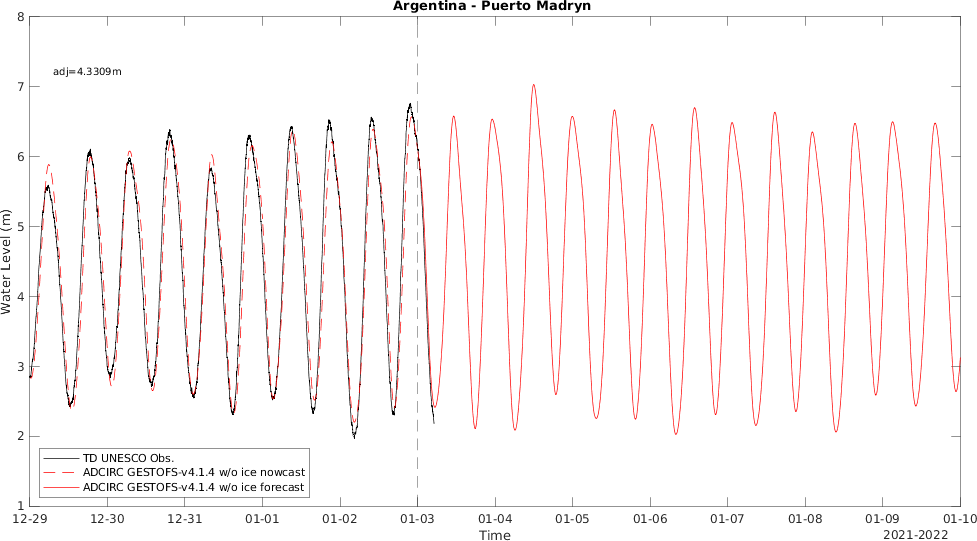 Argentina - Puerto Madryn
8
adj=4.3309m
7
6
5
4
3
2
1
Water Level (m)
TD UNESCO Obs.
ADCIRC GESTOFS-v4.1.4 w/o ice nowcast
ADCIRC GESTOFS-v4.1.4 w/o ice forecast
12-29 12-30 12-31 01-01 01-02 01-03 01-04 01-05 01-06 01-07 01-08 01-09 01-10
Time
2021-2022